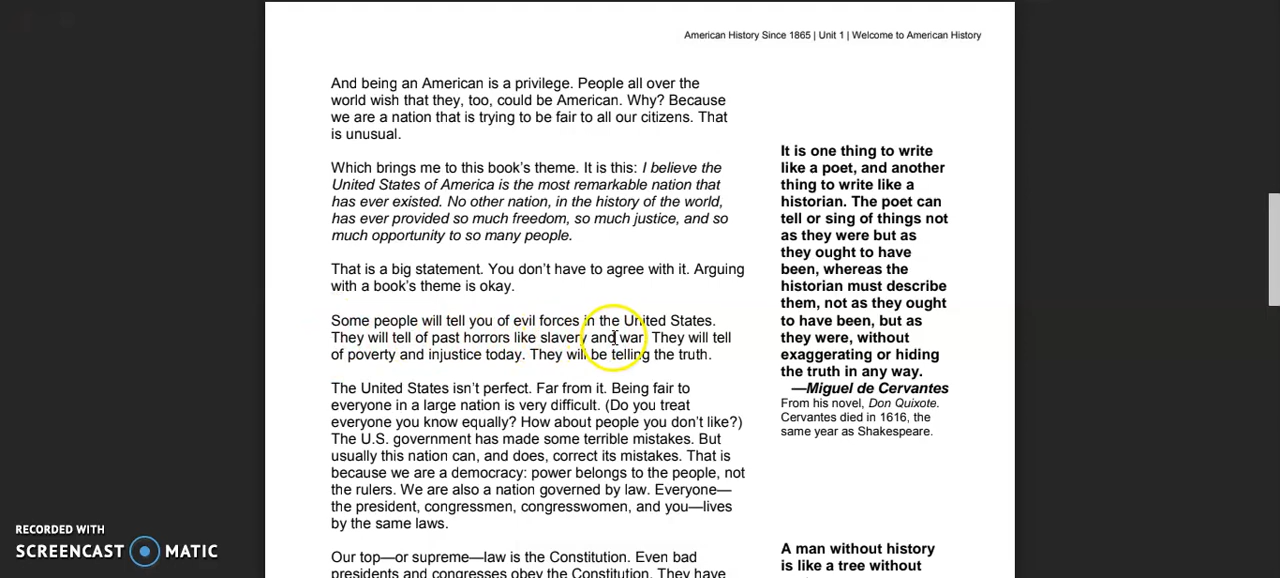 American History Since 1865 | Unit 1 | Welcome to American History
And being an American is a privilege. People all over the
world wish that they, too, could be American. Why? Because
we are a nation that is trying to be fair to all our citizens. That
is unusual.
Which brings me to this book’s theme. It is this: I believe the
United States of America is the most remarkable nation that
has ever existed. No other nation, in the history of the world,
has ever provided so much freedom, so much justice, and so
much opportunity to so many people.
That is a big statement. You don’t have to agree with it. Arguing
with a book’s theme is okay.
Some people will tell you of evil forces in the United States.
They will tell of past horrors like slavery and war. They will tell
of poverty and injustice today. They will be telling the truth.
The United States isn’t perfect. Far from it. Being fair to
everyone in a large nation is very difficult. (Do you treat
everyone you know equally? How about people you don’t like?)
The U.S. government has made some terrible mistakes. But
usually this nation can, and does, correct its mistakes. That is
because we are a democracy: power belongs to the people, not
the rulers. We are also a nation governed by law. Everyone—
the president, congressmen, congresswomen, and you—lives
by the same laws.
Our top—or supreme—law is the Constitution. Even bad
presidents and congresses obey the Constitution. They have
It is one thing to write
like a poet, and another
thing to write like a
historian. The poet can
tell or sing of things not
as they were but as
they ought to have
been, whereas the
historian must describe
them, not as they ought
to have been, but as
they were, without
exaggerating or hiding
the truth in any way.
—Miguel de Cervantes
From his novel, Don Quixote.
Cervantes died in 1616, the
same year as Shakespeare.
A man without history
is like a tree without
RECORDED WITH
SCREENCAST MATIC